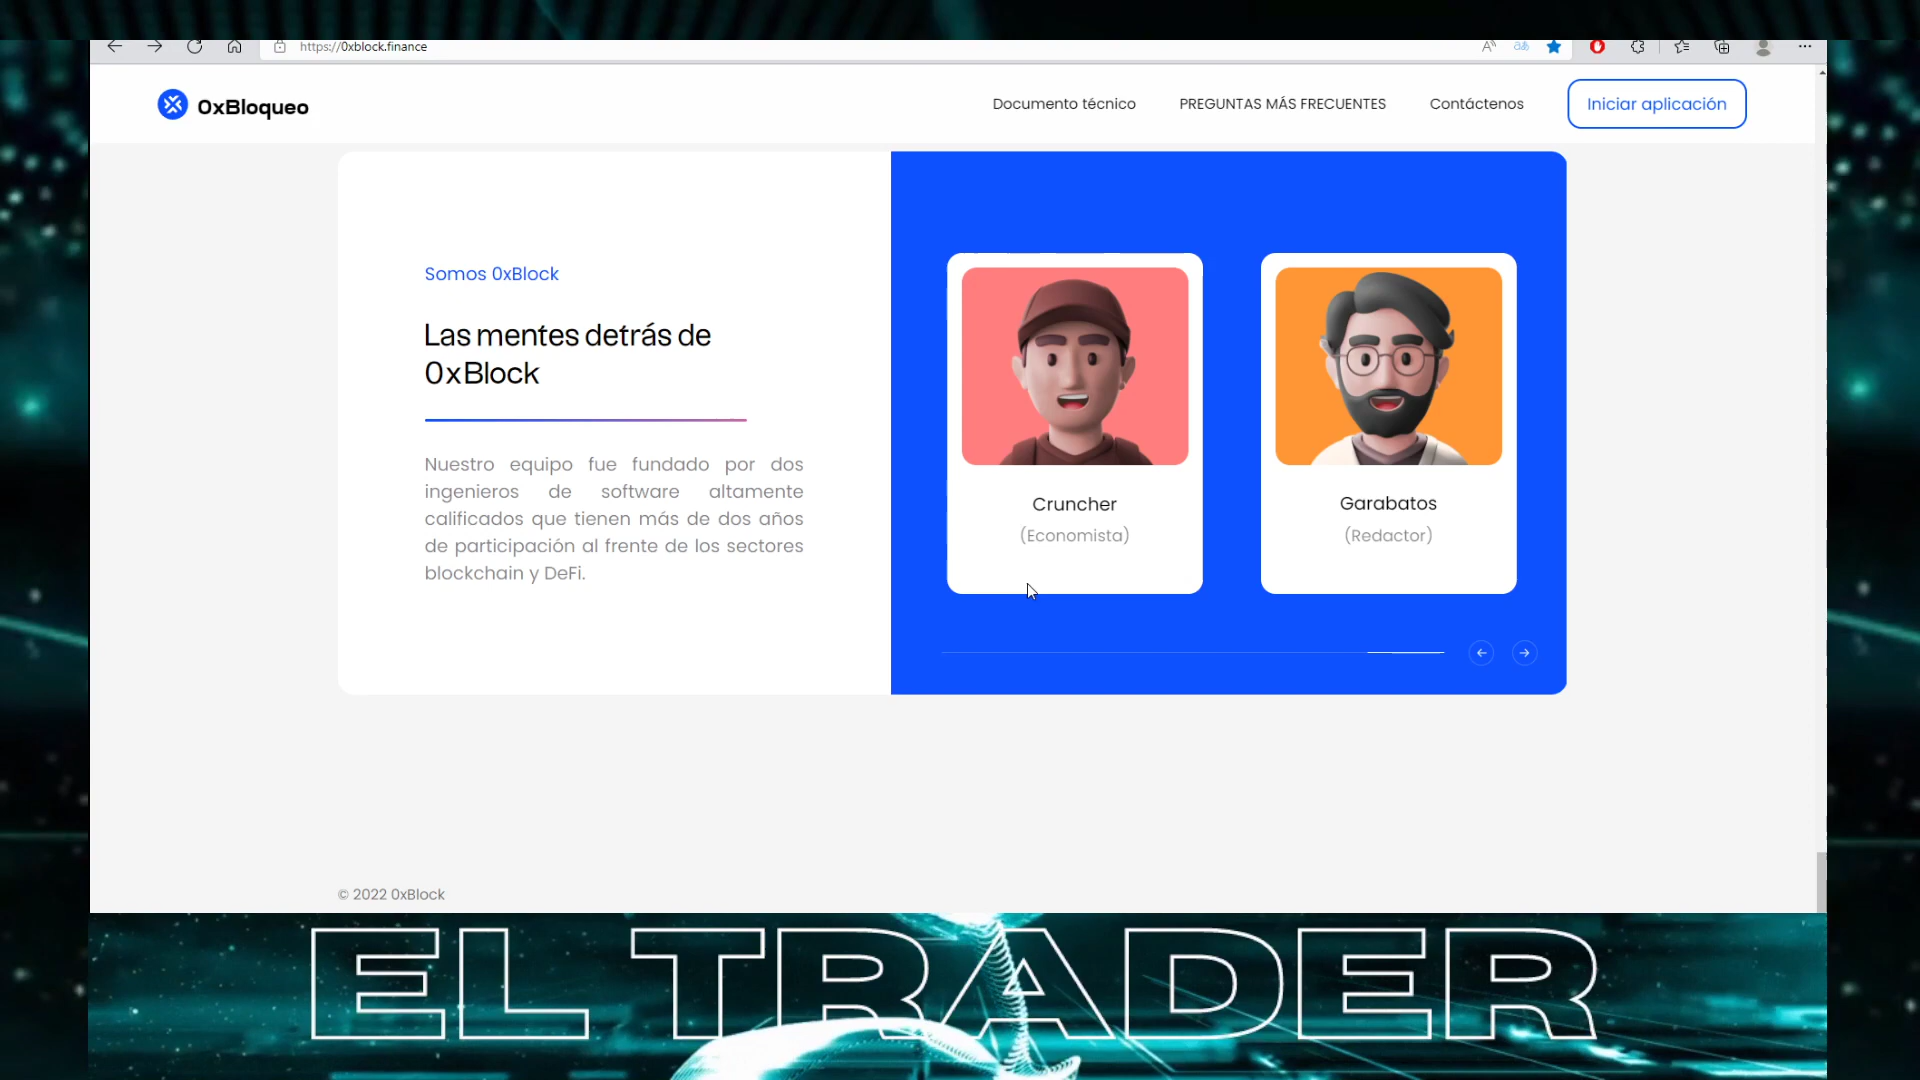 https://0xblock.finance
0xBloqueo
Documento técnico
PREGUNTAS MÁS FRECUENTES
Contáctenos
Iniciar aplicación
Somos 0xBlock
Las mentes detrás de
0xBlock
Nuestro equipo fue fundado por dos
ingenieros de software altamente
calificados que tienen más de dos años
de participación al frente de los sectores
blockchain y DeFi.
Cruncher
(Economista)
Garabatos
(Redactor)
© 2022 0xBlock
EL TRADER